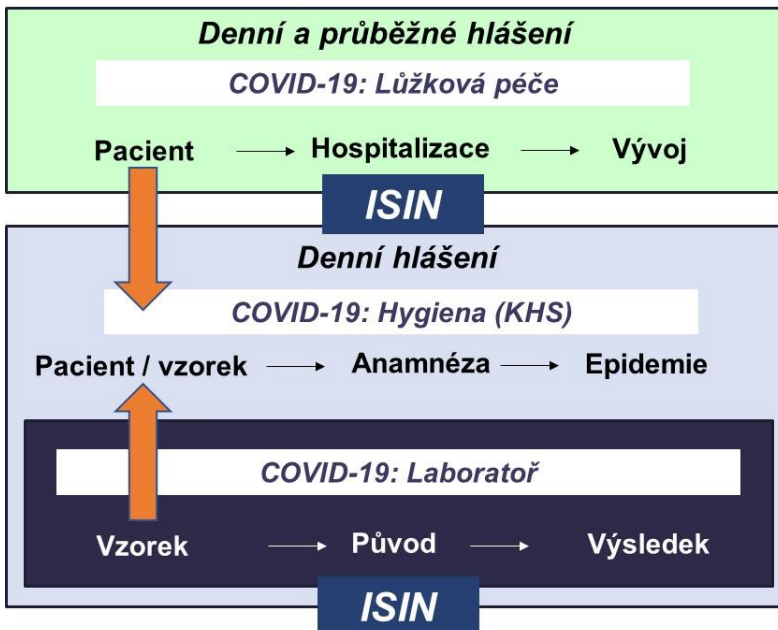 Denní a průběžné hlášení
COVID-19: Lůžková péče
Pacient Hospitalizace Vývoj
ISIN
Denní hlášení
COVID-19: Hygiena (KHS)
Pacient / vzorek Anamnéza Epidemie
COVID-19: Laboratoř
Vzorek Původ Výsledek
ISIN